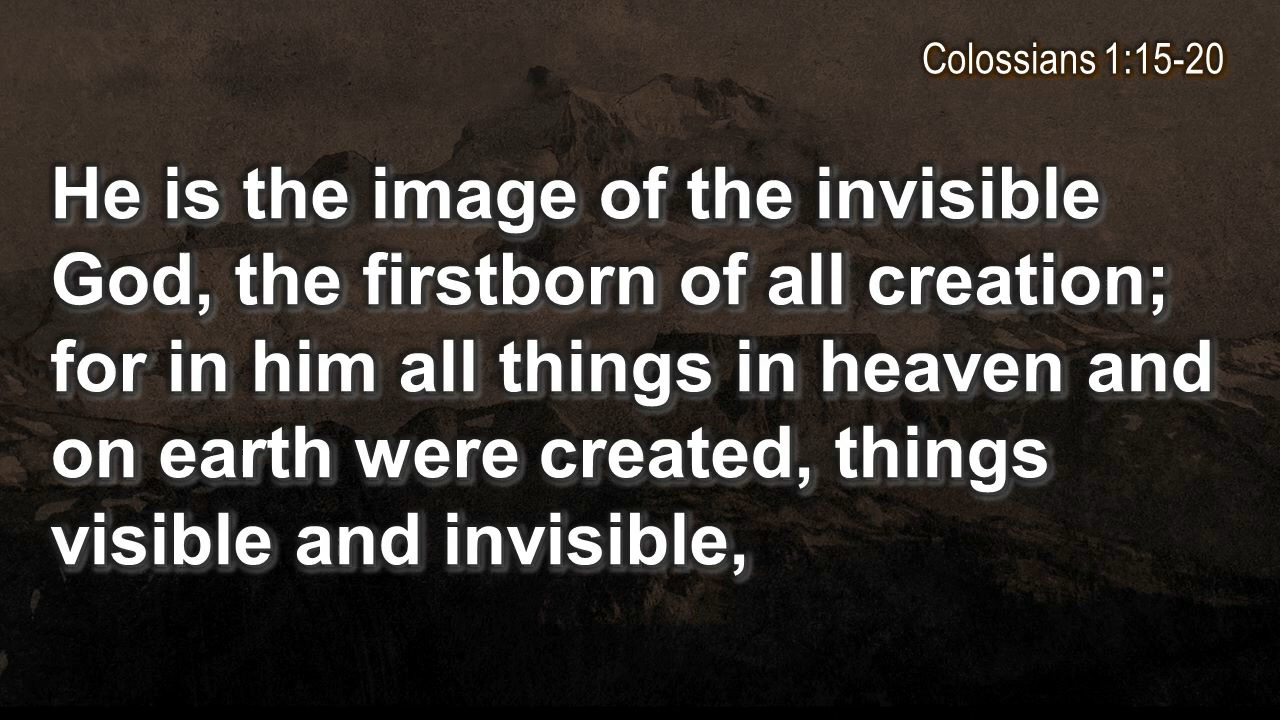 Colossians 1:15-20
He is the image of the invisible
God, the firstborn of all creation;
for in him all things in heaven and
on earth were created, things
visible and invisible,